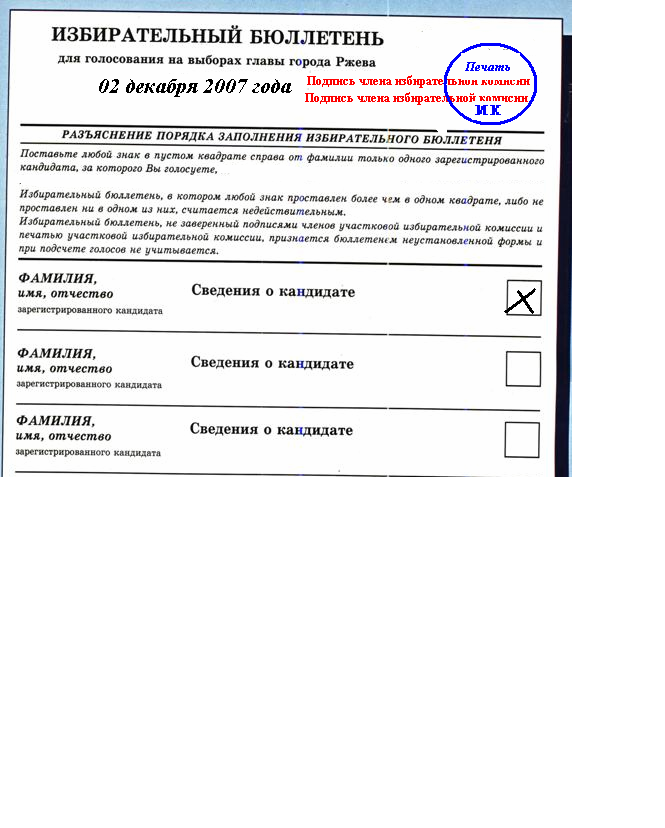 ИЗБИРАТЕЛЬНЫЙ БЮЛЛЕТЕНЬ
для голосования на выборах главы города Ржева
02 декабря 2007 года
Печать
Подпись члена избирательной комисии
Подпись члена избирательной комисии
ИК
РАЗЪЯСНЕНИЕ ПОРЯДКА ЗАПОЛНЕНИЯ ИЗБИРАТЕЛЬНОГО БЮЛЛЕТЕНЯ
Поставьте любой знак в пустом квадрате справа от фамилии только одного зарегистрированного
кандидата, за которого Вы голосуете,
.
Избирательный бюллетень, в котором любой знак проставлен более чем в одном квадрате, либо не
проставлен ни в одном из них, считается недействительным.
Избирательный бюллетень, не заверенный подписями членов участковой избирательной комиссии и
печатью участковой избирательной комиссии, признается бюллетенем неустановленной формы и
при подсчете голосов не учитывается.
ФАМИЛИЯ,
имя, отчество
зарегистрированного кандидата
Сведения о кандидате
ФАМИЛИЯ,
имя, отчество
зарегистрированного кандидата
Сведения о кандидате
ФАМИЛИЯ,
имя, отчество
зарегистрированного кандидата
Сведения о кандидате